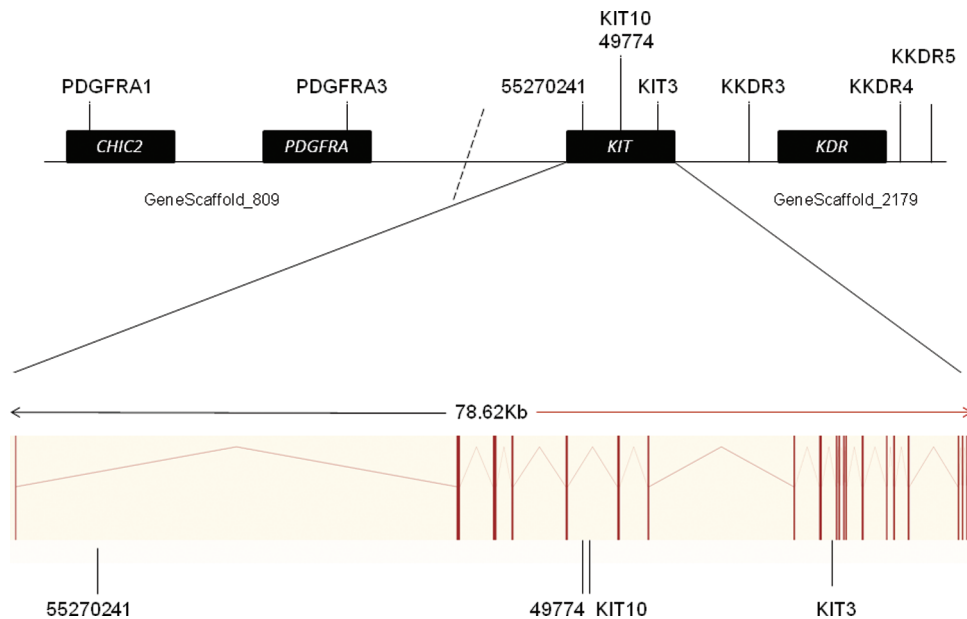 KIT10
49774
KKDR5
PDGFRA1
PDGFRA3
55270241
KIT3
KKDR3
KKDR4
CHIC2
PDGFRA
KIT
KDR
GeneScaffold_809
GeneScaffold_2179
78.62Kb
55270241
49774
KIT10
KIT3